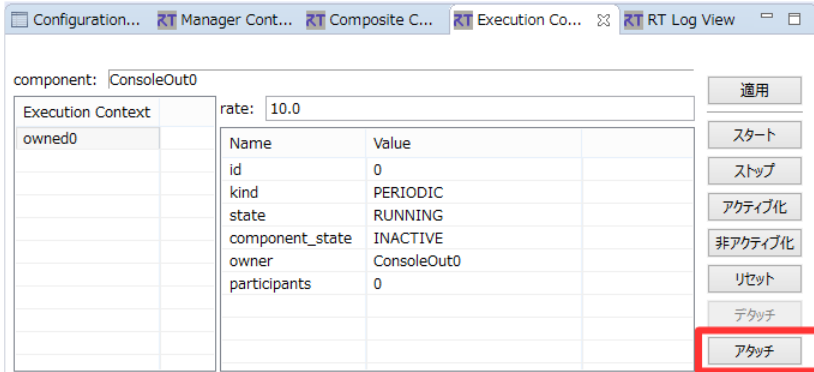 Configuration... RT Manager Cont... RT Composite C... RT Execution Co... RT RT Log View
component: ConsoleOut0
適用
Execution Context
rate: 10.0
owned0
スタート
Name Value
id 0
ストップ
kind PERIODIC
アクティブ化
state RUNNING
component_state INACTIVE
非アクティブ化
owner ConsoleOut0
participants 0
リセット
デタッチ
アタッチ